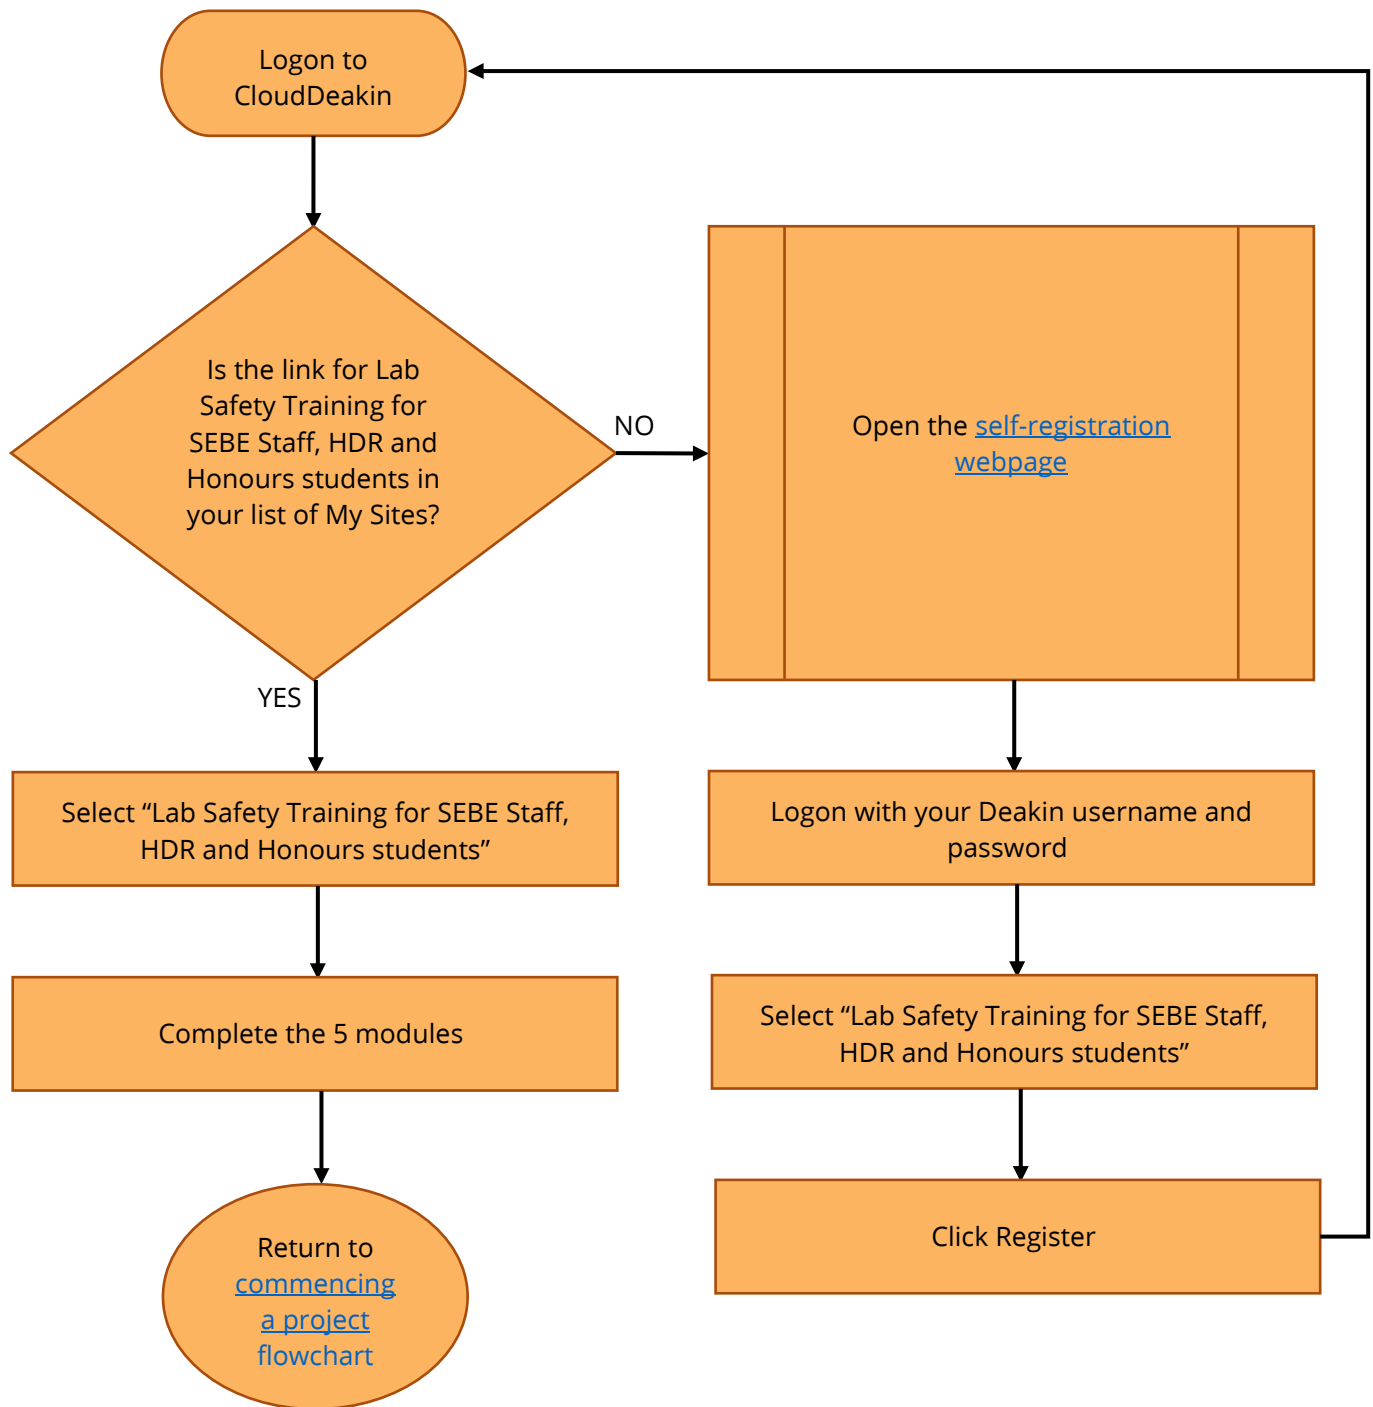 Logon to
CloudDeakin
Is the link for Lab
Safety Training for
SEBE Staff, HDR and
Honours students in
your list of My Sites?
NO
Open the self-registration
webpage
YES
Select “Lab Safety Training for SEBE Staff,
HDR and Honours students”
Logon with your Deakin username and
password
Complete the 5 modules
Select “Lab Safety Training for SEBE Staff,
HDR and Honours students”
Return to
commencing
a project
flowchart
Click Register